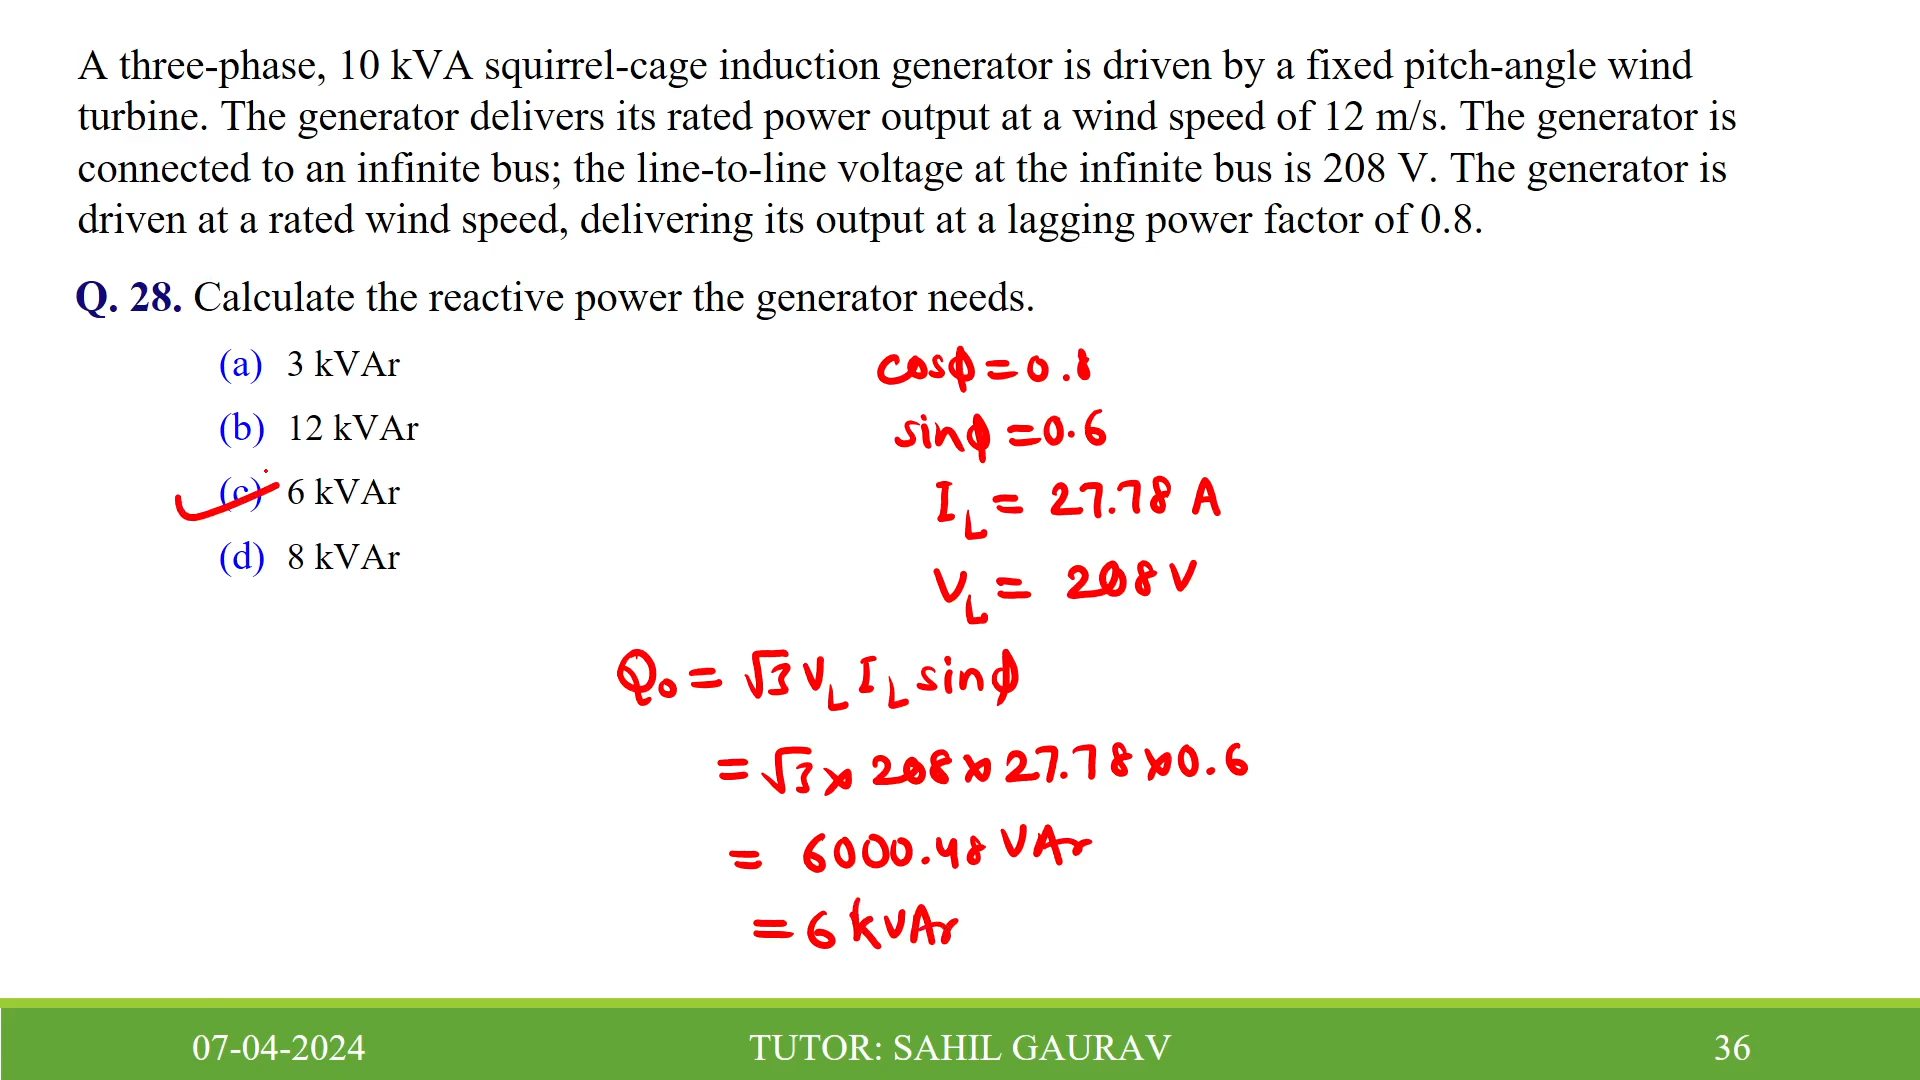 A three-phase, 10 kVA squirrel-cage induction generator is driven by a fixed pitch-angle wind
turbine. The generator delivers its rated power output at a wind speed of 12 m/s. The generator is
connected to an infinite bus; the line-to-line voltage at the infinite bus is 208 V. The generator is
driven at a rated wind speed, delivering its output at a lagging power factor of 0.8.
Q. 28. Calculate the reactive power the generator needs.
(a) 3 kVAr
(b) 12 kVAr
(c) 6 kVAr
(d) 8 kVAr
cosϕ = 0.8
sinϕ = 0.6
I_L = 27.78 A
V_L = 208 V
Q₀ = √3 V_L I_L sinϕ
= √3 × 208 × 27.78 × 0.6
= 6000.48 VAr
= 6 kVAr
07-04-2024
TUTOR: SAHIL GAURAV
36